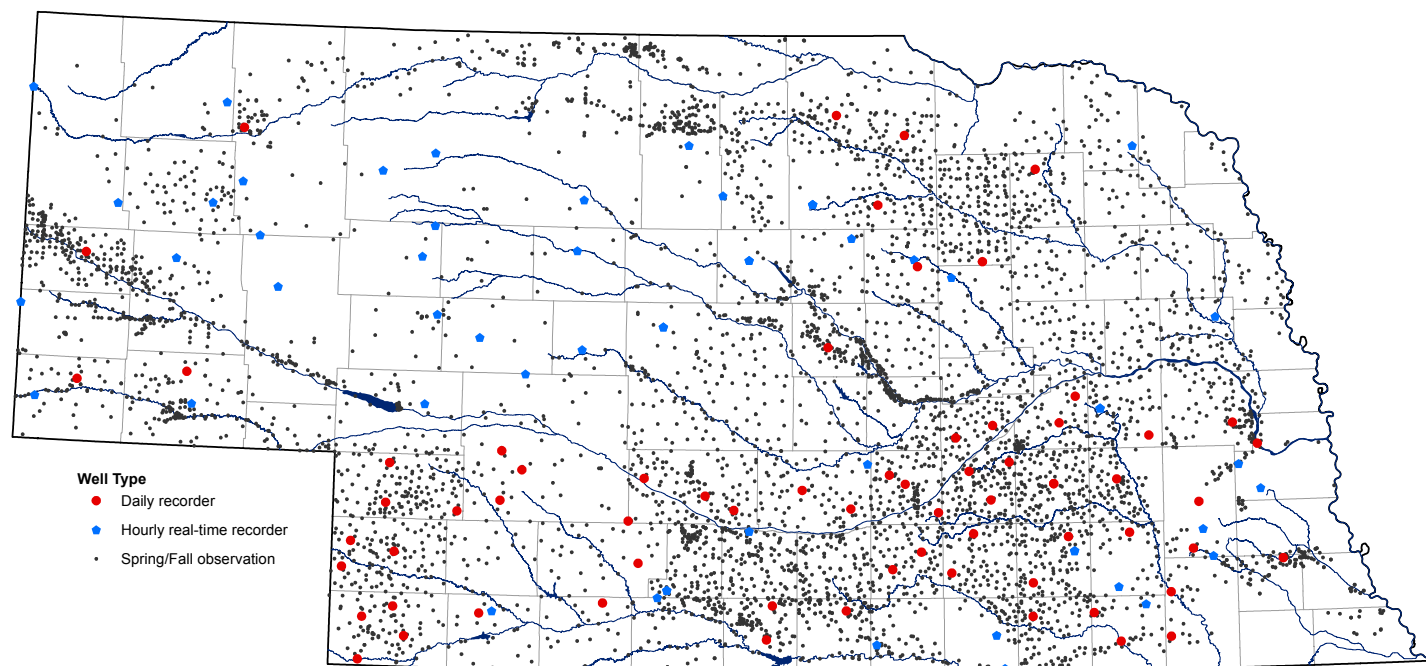 Well Type
Daily recorder
Hourly real-time recorder
Spring/Fall observation